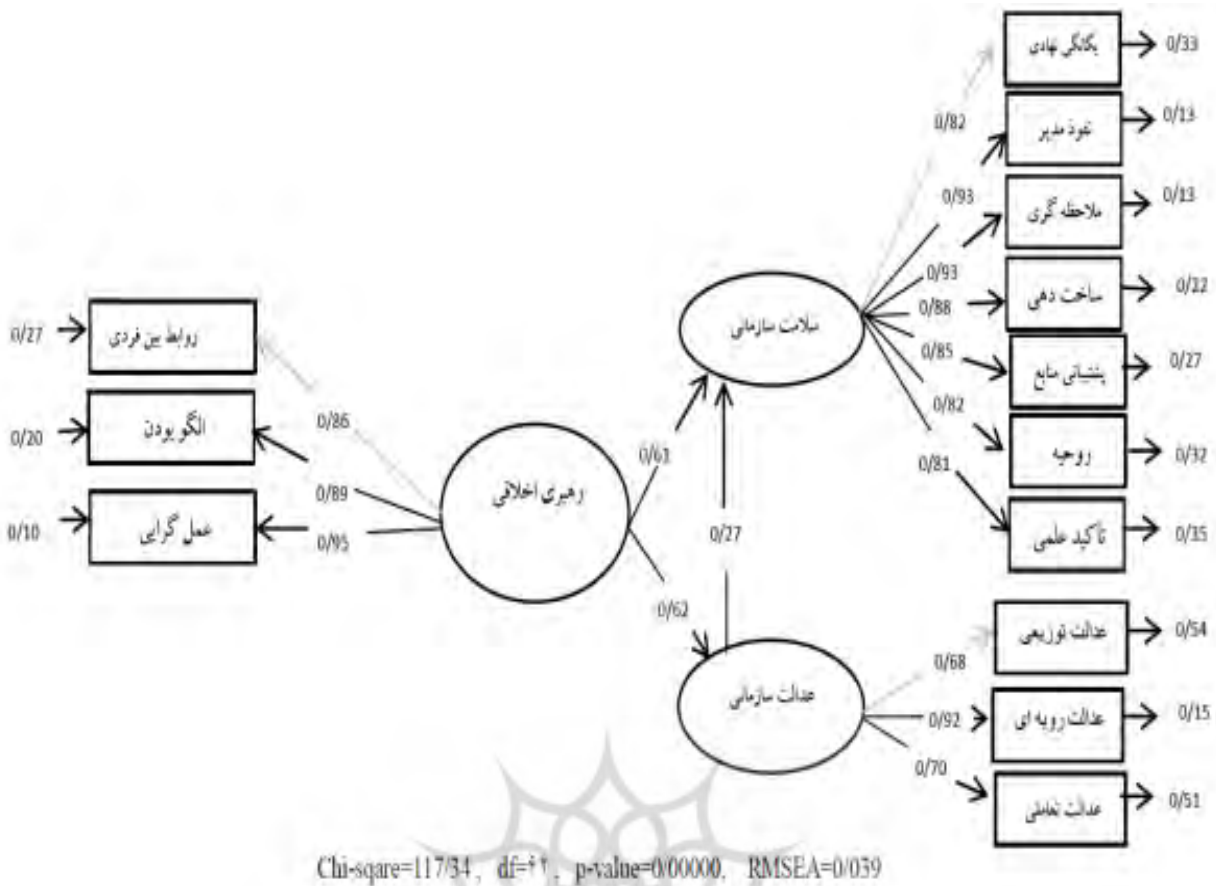 یگانگی نهادی
0/33
0/82
نفوذ مدیر
0/13
0/93
ملاحظه گری
0/13
0/93
ساخت دهی
0/22
0/88
پشتیبانی منابع
0/27
0/85
روحیه
0/32
0/82
تأکید علمی
0/35
0/81
سلامت سازمانی
روابط بین فردی
0/27
0/86
الگو بودن
0/20
0/89
عمل گرایی
0/10
0/95
رهبری اخلاقی
0/61
0/27
0/62
عدالت سازمانی
عدالت توزیعی
0/54
0/68
عدالت رویه ای
0/15
0/92
عدالت تعاملی
0/51
0/70
Chi-sqare=117/34 , df=۴۲ , p-value=0/00000, RMSEA=0/039